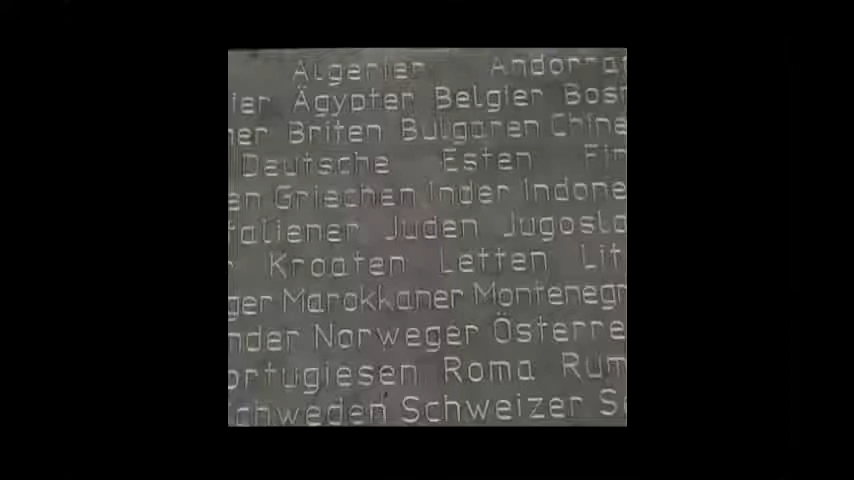 Algerier Andorra
ier Ägypter Belgier Bos
er Briten Bulgaren Chine
Deutsche Esten Fin
en Griechen Inder Indone
taliener Juden Jugosla
Kroaten Letten Lit
ger Marokkaner Montenegr
nder Norweger Österre
ortugiesen Roma Rum
chweden Schweizer S